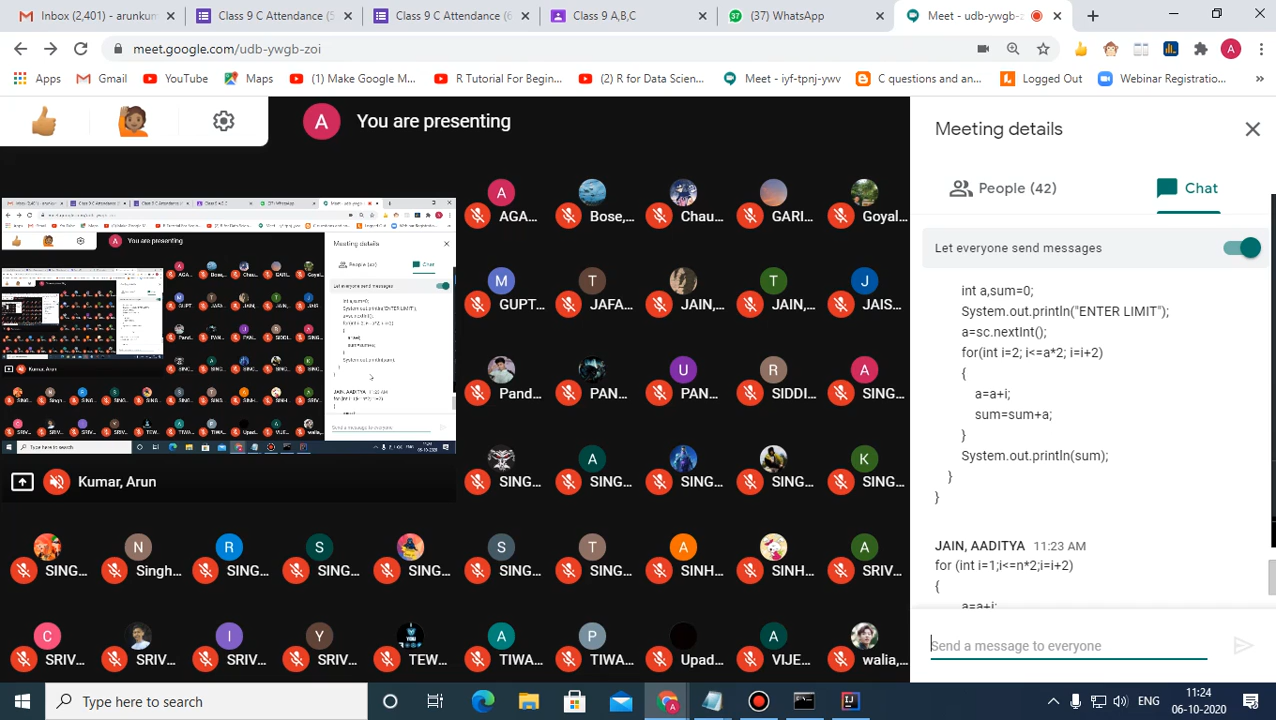 Inbox (2,401) - arunkum
Class 9 C Attendance (5
Class 9 C Attendance (6
Class 9 A,B,C
(37) WhatsApp
Meet - udb-ywgb-z
meet.google.com/udb-ywgb-zoi
A
Apps
Gmail
YouTube
Maps
(1) Make Google M...
R Tutorial For Begin...
(2) R for Data Scien...
Meet - iyf-tpnj-ywv
C questions and an...
Logged Out
Webinar Registratio...
A
You are presenting
Meeting details
People (42)
Chat
Let everyone send messages
int a,sum=0;
System.out.println("ENTER LIMIT");
a=sc.nextInt();
for(int i=2; i<=a*2; i=i+2)
{
a=a+i;
sum=sum+a;
}
System.out.println(sum);
}
}
JAIN, AADITYA 11:23 AM
for (int i=1;i<=n*2;i=i+2)
{
a=a+i;
Send a message to everyone
A
AGA...
Bose,...
Chau...
GARI...
Goyal...
M
GUPT...
T
JAFA...
JAIN,...
T
JAIN,...
J
JAIS...
Pand...
PAN...
U
PAN...
R
SIDDI...
A
SING...
SING...
A
SING...
SING...
SING...
K
SING...
Kumar, Arun
SING...
N
Singh...
R
SING...
S
SING...
SING...
S
SING...
T
SING...
A
SINH...
SINH...
A
SRIV...
C
SRIV...
SRIV...
I
SRIV...
Y
SRIV...
TEW...
A
TIWA...
P
TIWA...
Upad...
A
VIJE...
walia,...
Type here to search
ENG
11:24
06-10-2020